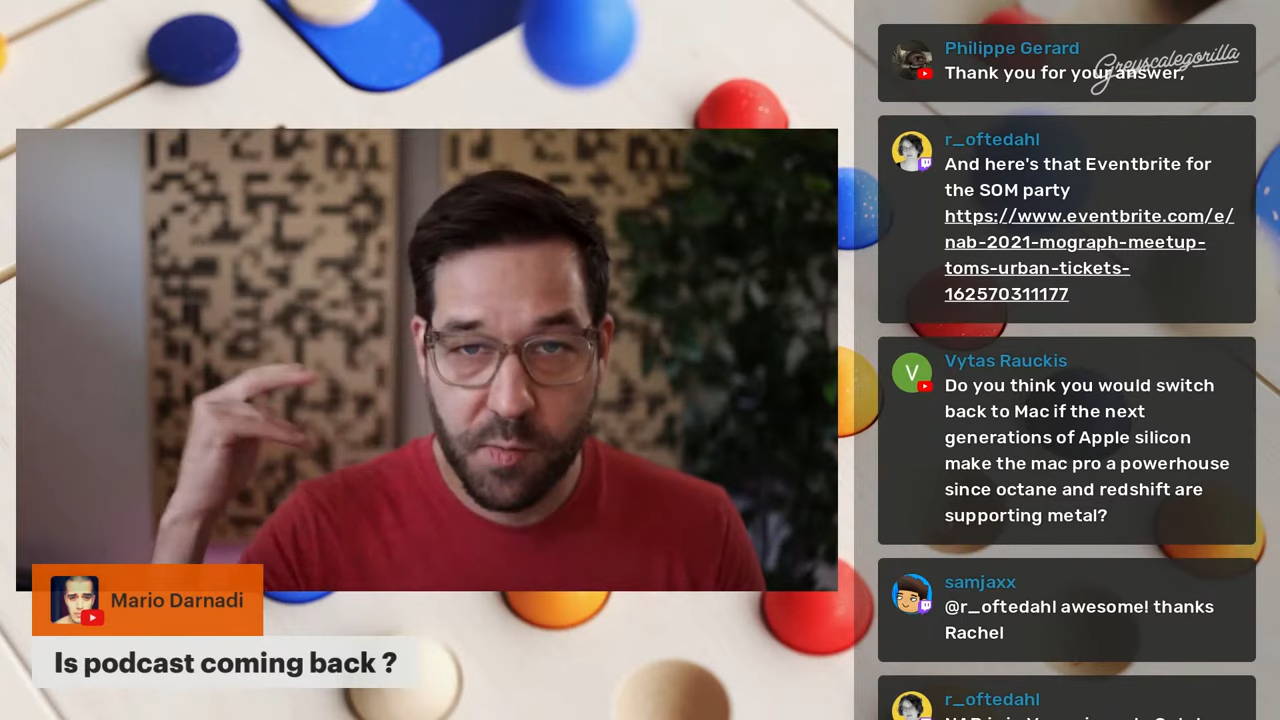 Philippe Gerard
Thank you for your answer,
Greyscalegorilla
r_oftedahl
And here's that Eventbrite for
the SOM party
https://www.eventbrite.com/e/
nab-2021-mograph-meetup-
toms-urban-tickets-
162570311177
Vytas Rauckis
V
Do you think you would switch
back to Mac if the next
generations of Apple silicon
make the mac pro a powerhouse
since octane and redshift are
supporting metal?
samjaxx
@r_oftedahl awesome! thanks
Rachel
r_oftedahl
Mario Darnadi
Is podcast coming back ?